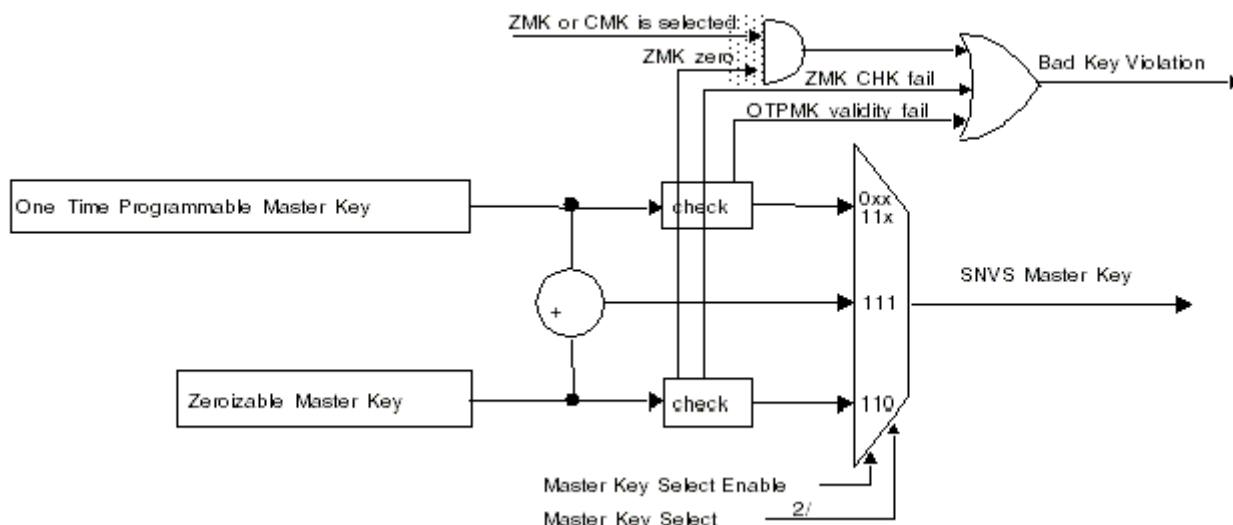 ZMK or CMK is selected
ZMK zero
ZMK CHK fail
Bad Key Violation
OTPMK validity fail
One Time Programmable Master Key
check
0xx
11x
+
111
SNVS Master Key
Zeroizable Master Key
check
110
Master Key Select Enable
Master Key Select
2/